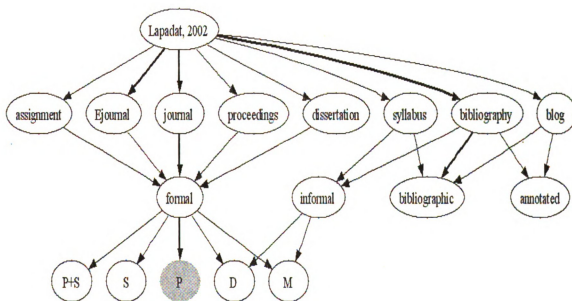 Lapadat, 2002
assignment Ejournal journal proceedings dissertation syllabus bibliography blog
formal informal bibliographic annotated
P+S S P D M